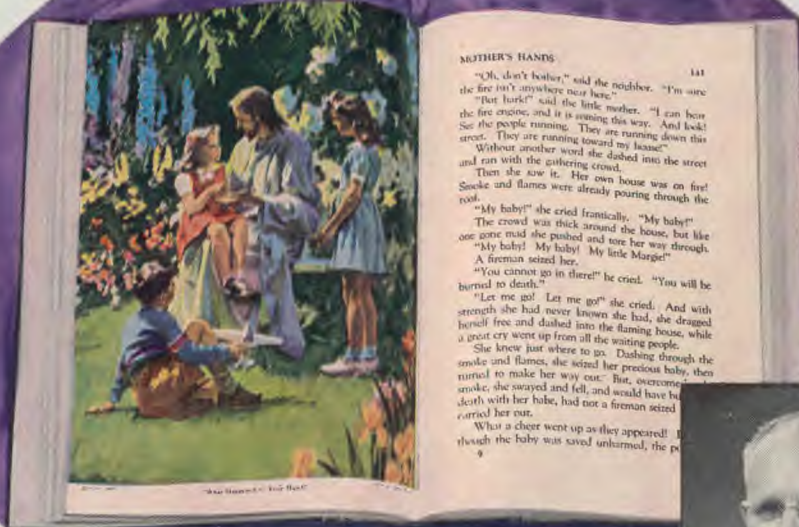 MOTHER'S HANDS
141
"Oh, don't bother," said the neighbor. "I'm sure
the fire isn't anywhere near here."
"But hark!" said the little mother. "I can hear
the fire engine, and it is coming this way. And look!
See the people running. They are running down this
street. They are running toward my house!"
Without another word she dashed into the street
and ran with the gathering crowd.
Then she saw it. Her own house was on fire!
Smoke and flames were already pouring through the
roof.
"My baby!" she cried frantically. "My baby!"
The crowd was thick around the house, but like
one gone mad she pushed and tore her way through.
"My baby! My baby! My little Margie!"
A fireman seized her.
"You cannot go in there!" he cried. "You will be
burned to death."
"Let me go! Let me go!" she cried. And with
strength she had never known she had, she dragged
herself free and dashed into the flaming house, while
a great cry went up from all the waiting people.
She knew just where to go. Dashing through the
smoke and flames, she seized her precious baby, then
turned to make her way out. But, overcome
smoke, she swayed and fell, and would have bu
death with her babe, had not a fireman seized
carried her out.
What a cheer went up as they appeared!
though the baby was saved unharmed, the p
9
"What Happened to Your Hand?"